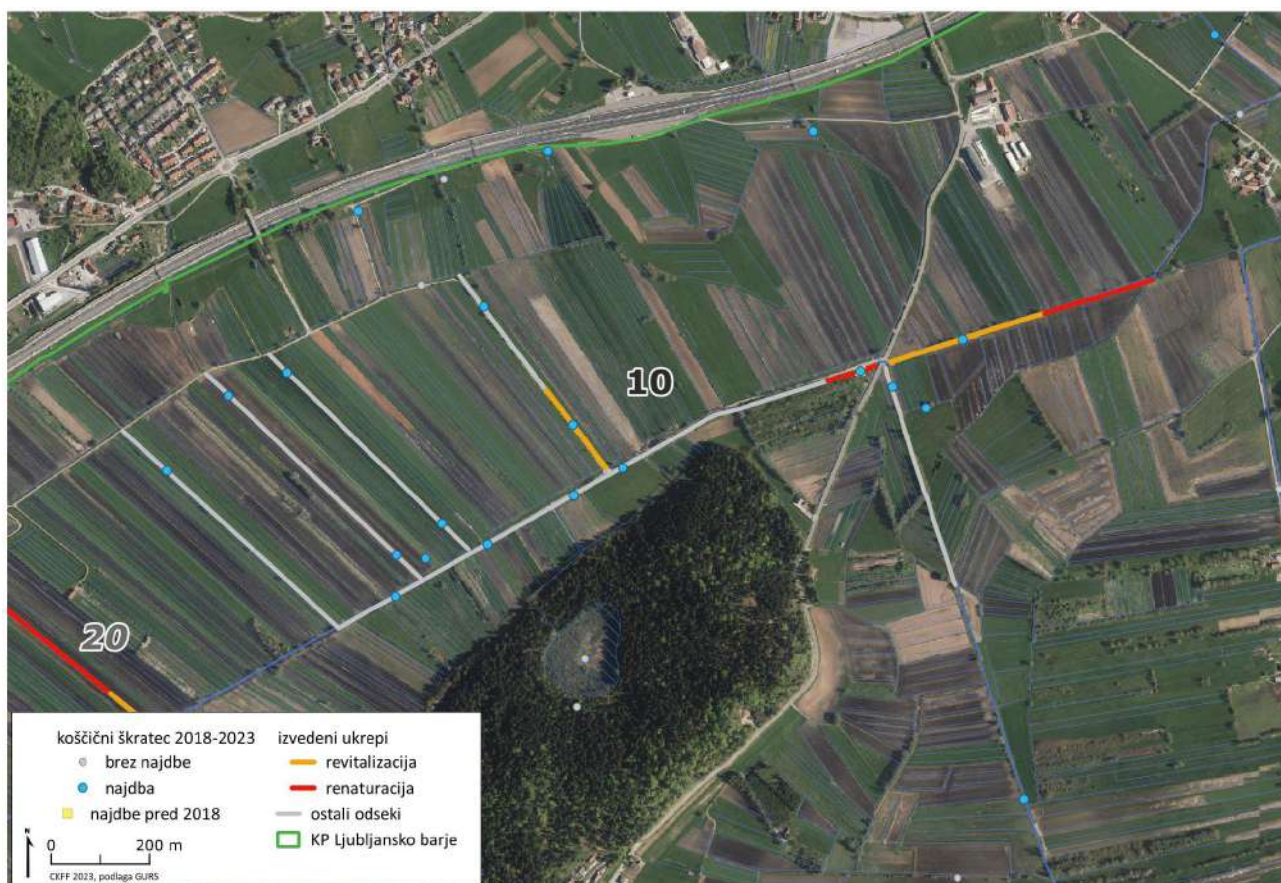 10
20
koščični škratec 2018-2023
brez najdbe
najdba
najdbe pred 2018
izvedeni ukrepi
revitalizacija
renaturacija
ostali odseki
KP Ljubljansko barje
N
0 200 m
CKFF 2023, podlaga GURS